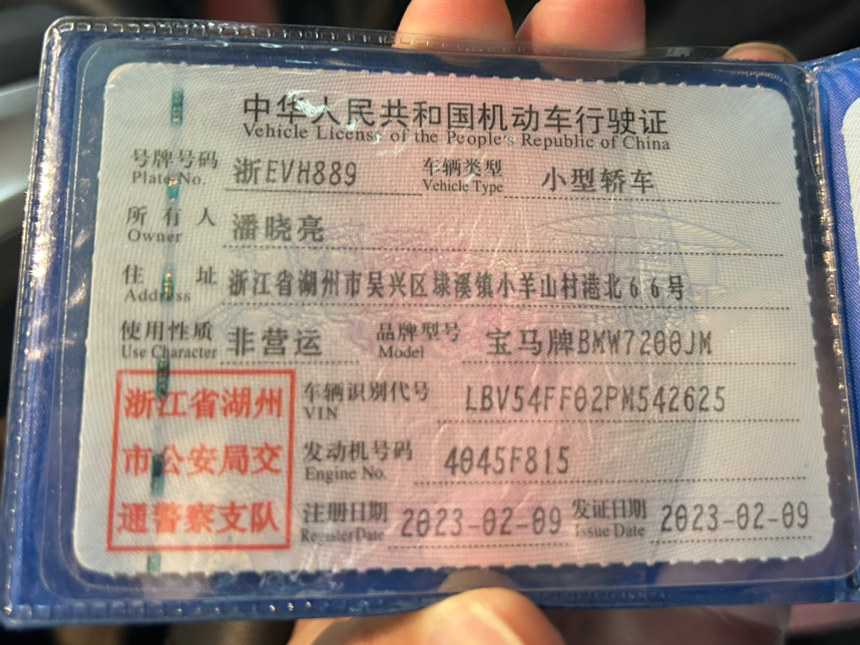 中华人民共和国机动车行驶证
Vehicle License of the People's Republic of China
号牌号码 浙EVH889 车辆类型 小型轿车
Plate No. Vehicle Type
所有人 潘晓亮
Owner
住址 浙江省湖州市吴兴区埭溪镇小羊山村港北66号
Address
使用性质 非营运 品牌型号 宝马牌BMW7200JM
Use Character Model
浙江省湖州 车辆识别代号 LBV54FF02PM542625
VIN
市公安局交 发动机号码 4045F815
Engine No.
通警察支队 注册日期 2023-02-09 发证日期 2023-02-09
Register Date Issue Date